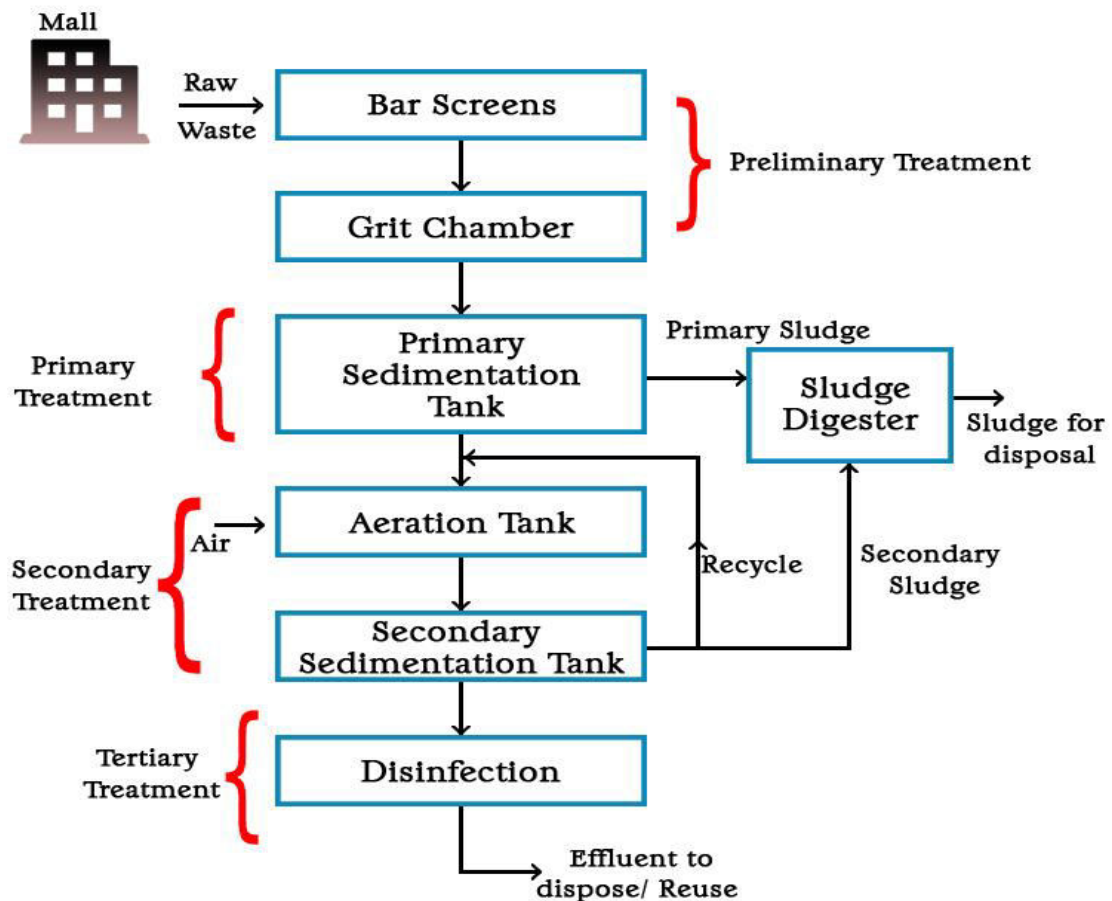 Mall
Raw
Waste
Bar Screens
Preliminary Treatment
Grit Chamber
Primary
Treatment
Primary
Sedimentation
Tank
Primary Sludge
Sludge
Digester
Sludge for
disposal
Secondary
Treatment
Air
Aeration Tank
Recycle
Secondary
Sludge
Secondary
Sedimentation Tank
Tertiary
Treatment
Disinfection
Effluent to
dispose/ Reuse